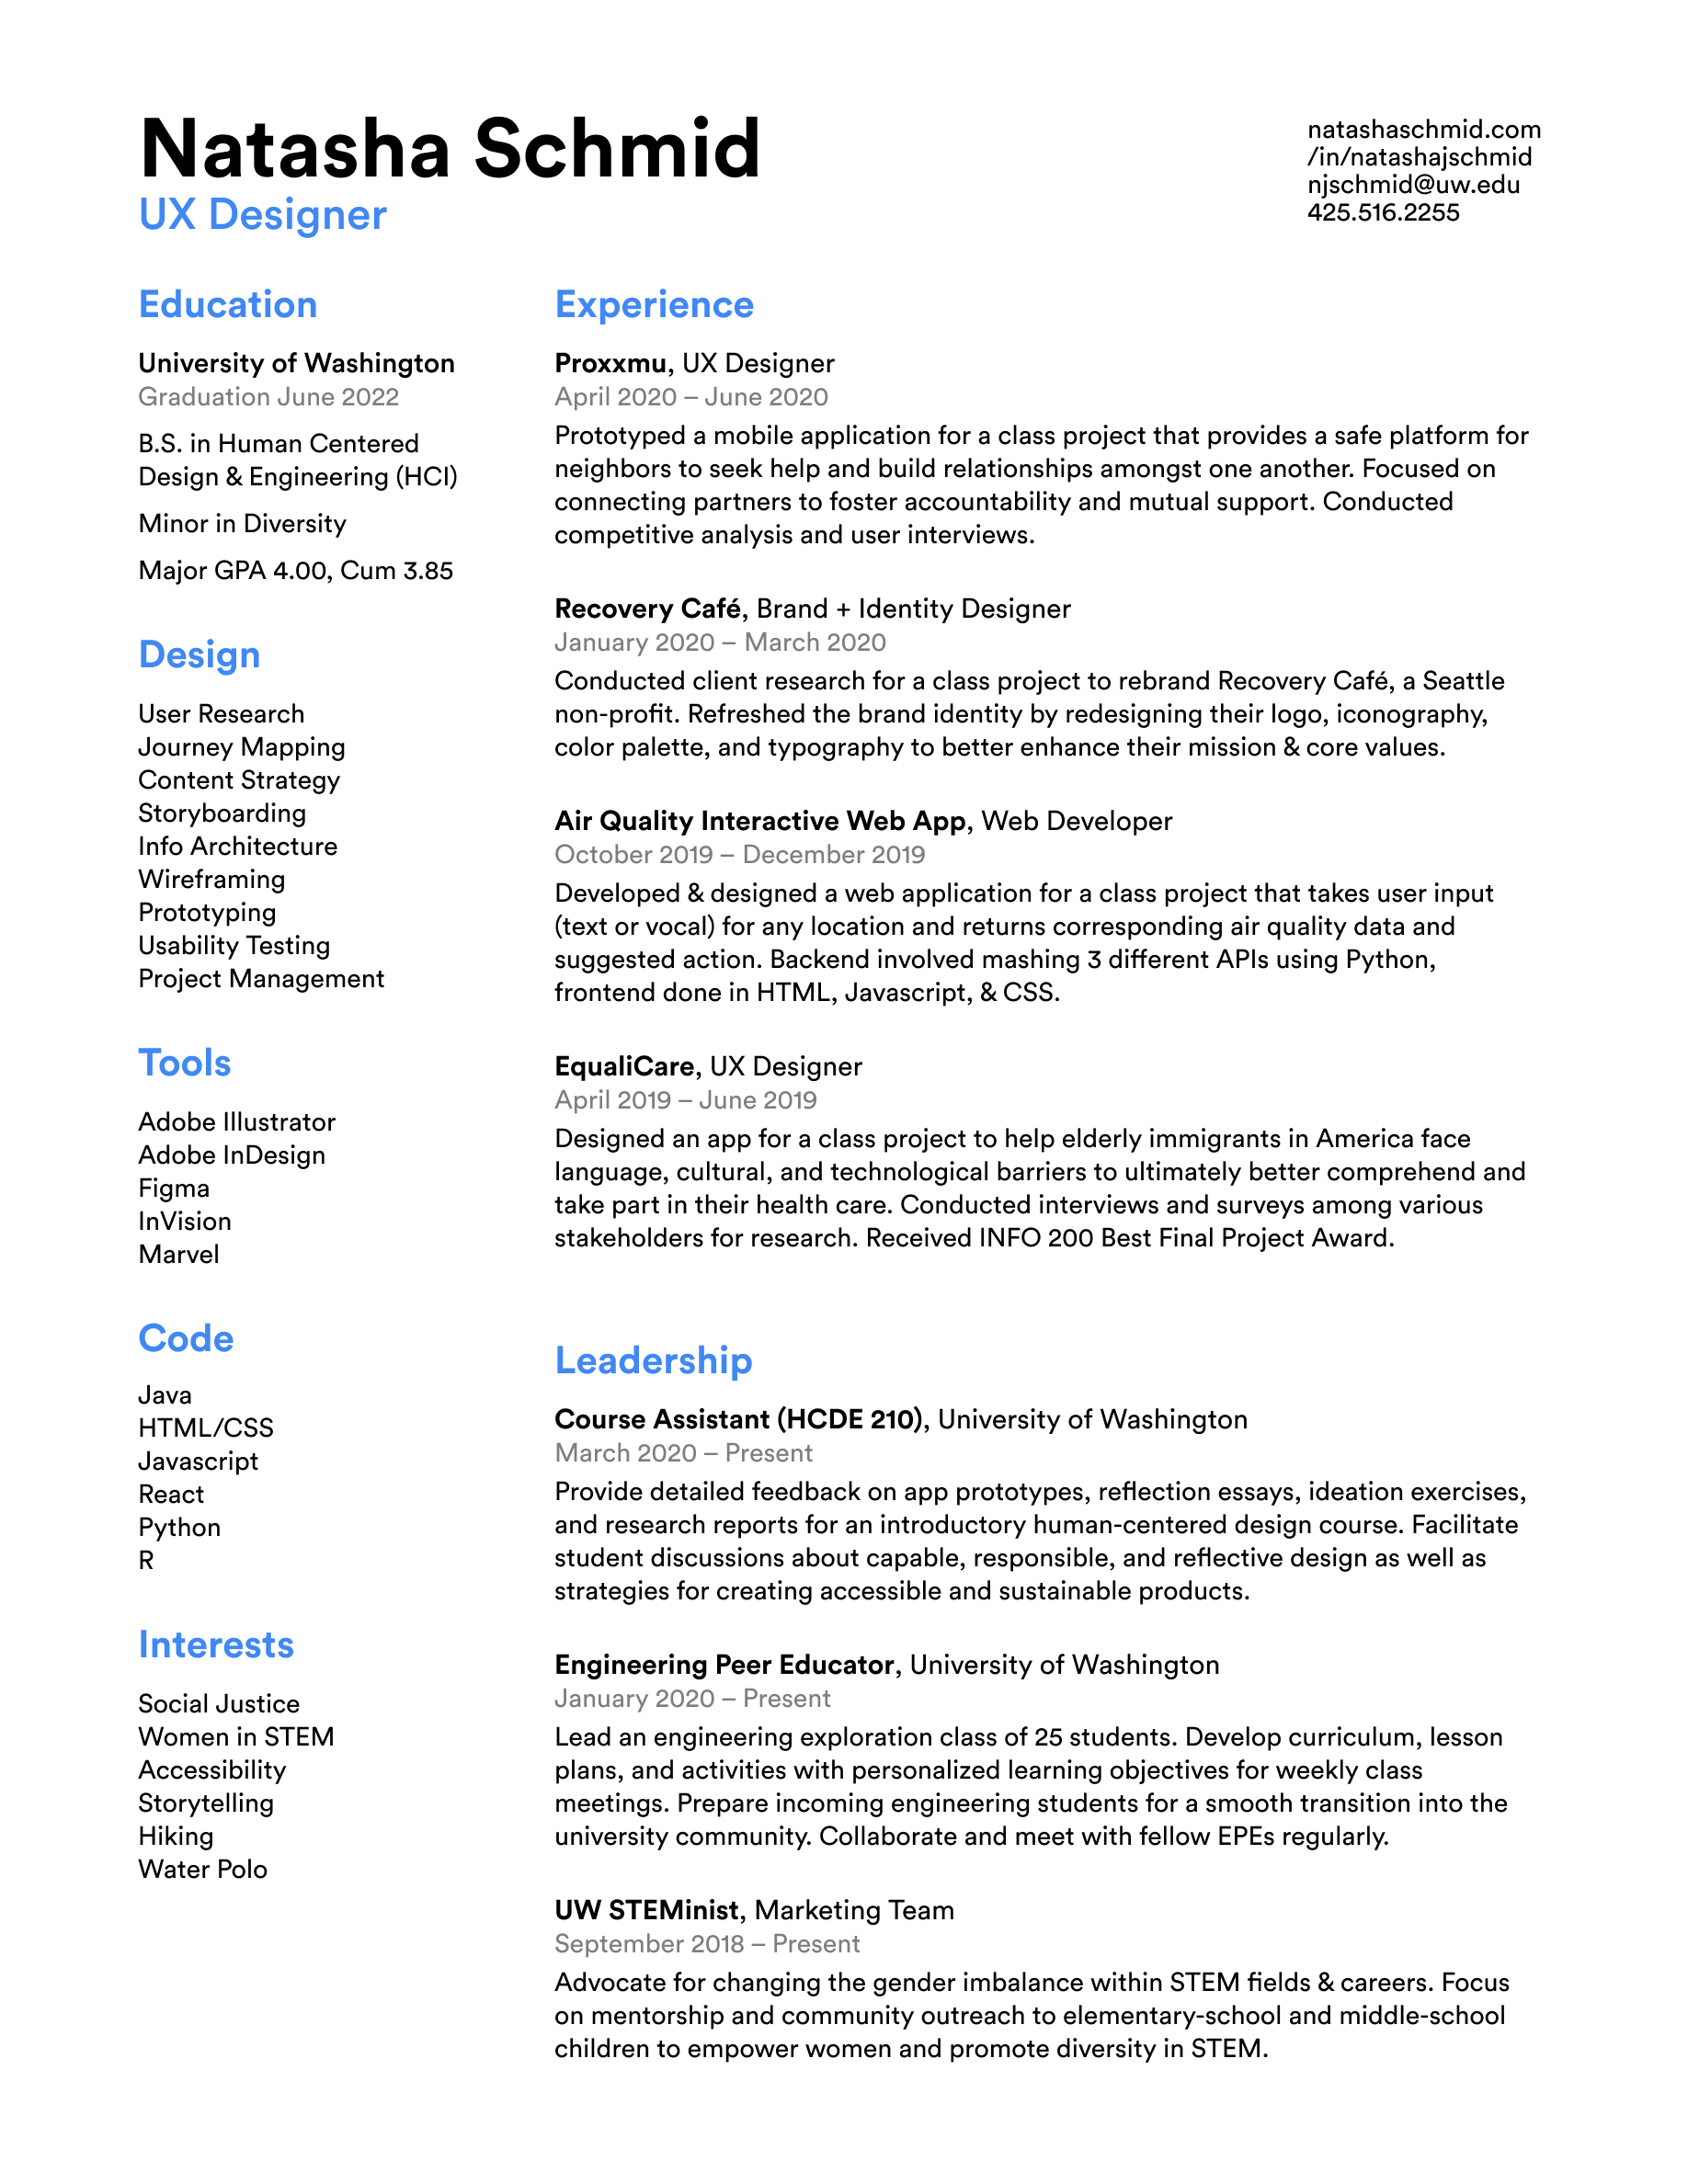 Natasha Schmid
UX Designer
natashaschmid.com
/in/natashajschmid
njschmid@uw.edu
425.516.2255
Education
University of Washington
Graduation June 2022
B.S. in Human Centered
Design & Engineering (HCI)
Minor in Diversity
Major GPA 4.00, Cum 3.85
Design
User Research
Journey Mapping
Content Strategy
Storyboarding
Info Architecture
Wireframing
Prototyping
Usability Testing
Project Management
Tools
Adobe Illustrator
Adobe InDesign
Figma
InVision
Marvel
Code
Java
HTML/CSS
Javascript
React
Python
R
Interests
Social Justice
Women in STEM
Accessibility
Storytelling
Hiking
Water Polo
Experience
Proxxmu, UX Designer
April 2020 – June 2020
Prototyped a mobile application for a class project that provides a safe platform for
neighbors to seek help and build relationships amongst one another. Focused on
connecting partners to foster accountability and mutual support. Conducted
competitive analysis and user interviews.
Recovery Café, Brand + Identity Designer
January 2020 – March 2020
Conducted client research for a class project to rebrand Recovery Café, a Seattle
non-profit. Refreshed the brand identity by redesigning their logo, iconography,
color palette, and typography to better enhance their mission & core values.
Air Quality Interactive Web App, Web Developer
October 2019 – December 2019
Developed & designed a web application for a class project that takes user input
(text or vocal) for any location and returns corresponding air quality data and
suggested action. Backend involved mashing 3 different APIs using Python,
frontend done in HTML, Javascript, & CSS.
EqualiCare, UX Designer
April 2019 – June 2019
Designed an app for a class project to help elderly immigrants in America face
language, cultural, and technological barriers to ultimately better comprehend and
take part in their health care. Conducted interviews and surveys among various
stakeholders for research. Received INFO 200 Best Final Project Award.
Leadership
Course Assistant (HCDE 210), University of Washington
March 2020 – Present
Provide detailed feedback on app prototypes, reflection essays, ideation exercises,
and research reports for an introductory human-centered design course. Facilitate
student discussions about capable, responsible, and reflective design as well as
strategies for creating accessible and sustainable products.
Engineering Peer Educator, University of Washington
January 2020 – Present
Lead an engineering exploration class of 25 students. Develop curriculum, lesson
plans, and activities with personalized learning objectives for weekly class
meetings. Prepare incoming engineering students for a smooth transition into the
university community. Collaborate and meet with fellow EPEs regularly.
UW STEMinist, Marketing Team
September 2018 – Present
Advocate for changing the gender imbalance within STEM fields & careers. Focus
on mentorship and community outreach to elementary-school and middle-school
children to empower women and promote diversity in STEM.